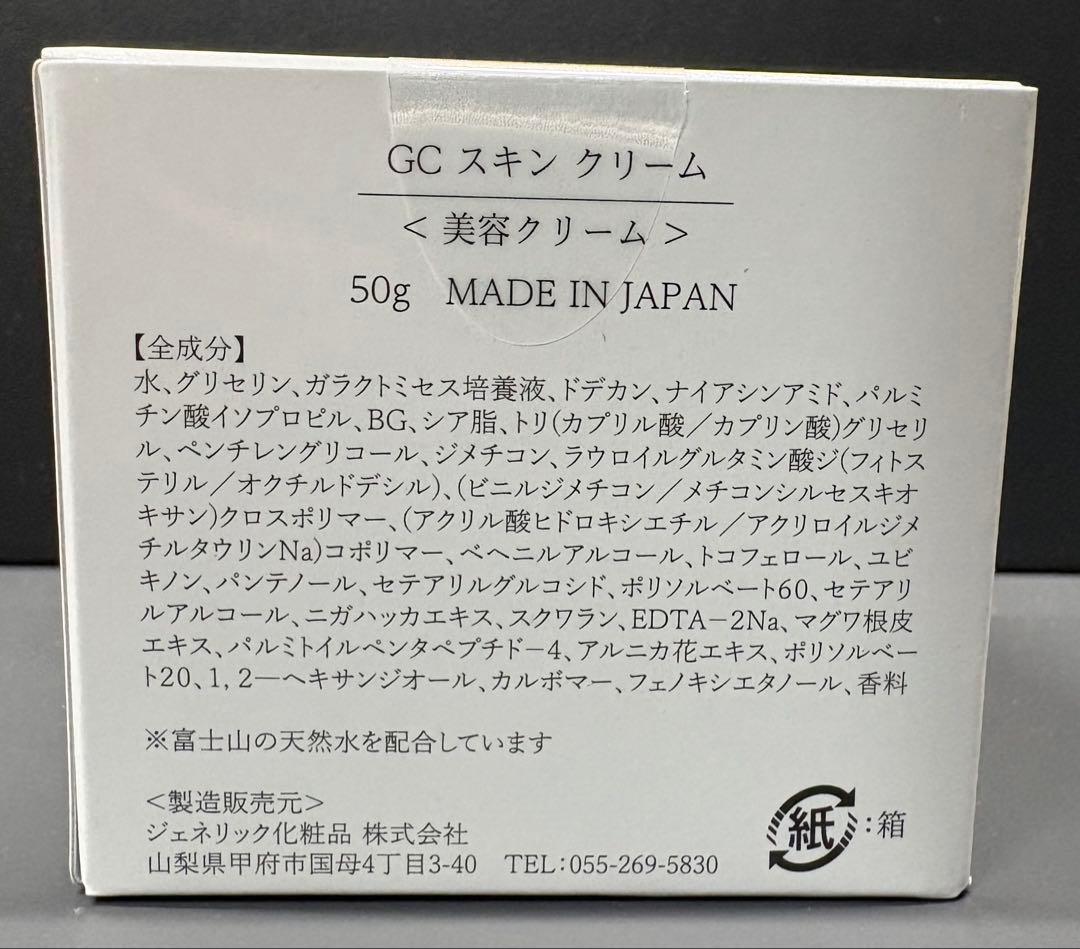 GC スキン クリーム
＜ 美容クリーム ＞
50g MADE IN JAPAN
【全成分】
水、グリセリン、ガラクトミセス培養液、ドデカン、ナイアシンアミド、パルミ
チン酸イソプロピル、BG、シア脂、トリ(カプリル酸／カプリン酸)グリセリ
ル、ペンチレングリコール、ジメチコン、ラウロイルグルタミン酸ジ(フィトス
テリル／オクチルドデシル)、(ビニルジメチコン／メチコンシルセスキオ
キサン)クロスポリマー、(アクリル酸ヒドロキシエチル／アクリロイルジメ
チルタウリンNa)コポリマー、ベヘニルアルコール、トコフェロール、ユビ
キノン、パンテノール、セテアリルグルコシド、ポリソルベート60、セテアリ
ルアルコール、ニガハッカエキス、スクワラン、EDTA－2Na、マグワ根皮
エキス、パルミトイルペンタペプチド－4、アルニカ花エキス、ポリソルベー
ト20、1, 2―ヘキサンジオール、カルボマー、フェノキシエタノール、香料
※富士山の天然水を配合しています
＜製造販売元＞
ジェネリック化粧品 株式会社
山梨県甲府市国母4丁目3-40 TEL：055-269-5830
紙：箱